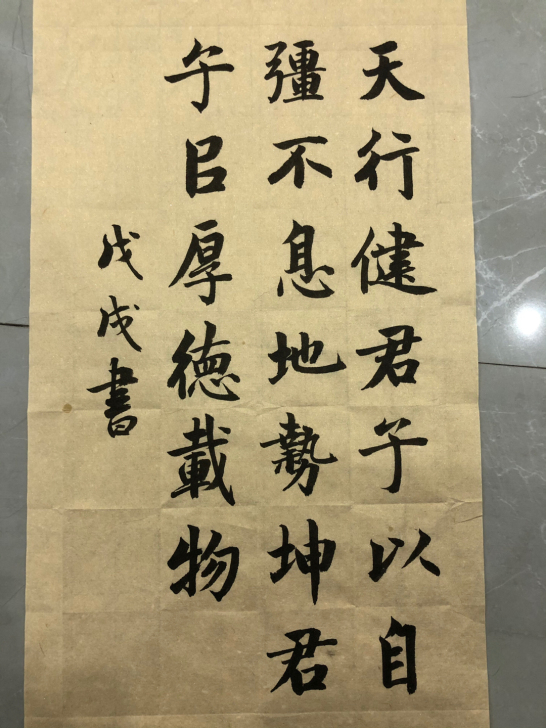 天行健君子以自
彊不息地勢坤君
子㠯厚德載物
戊戌書